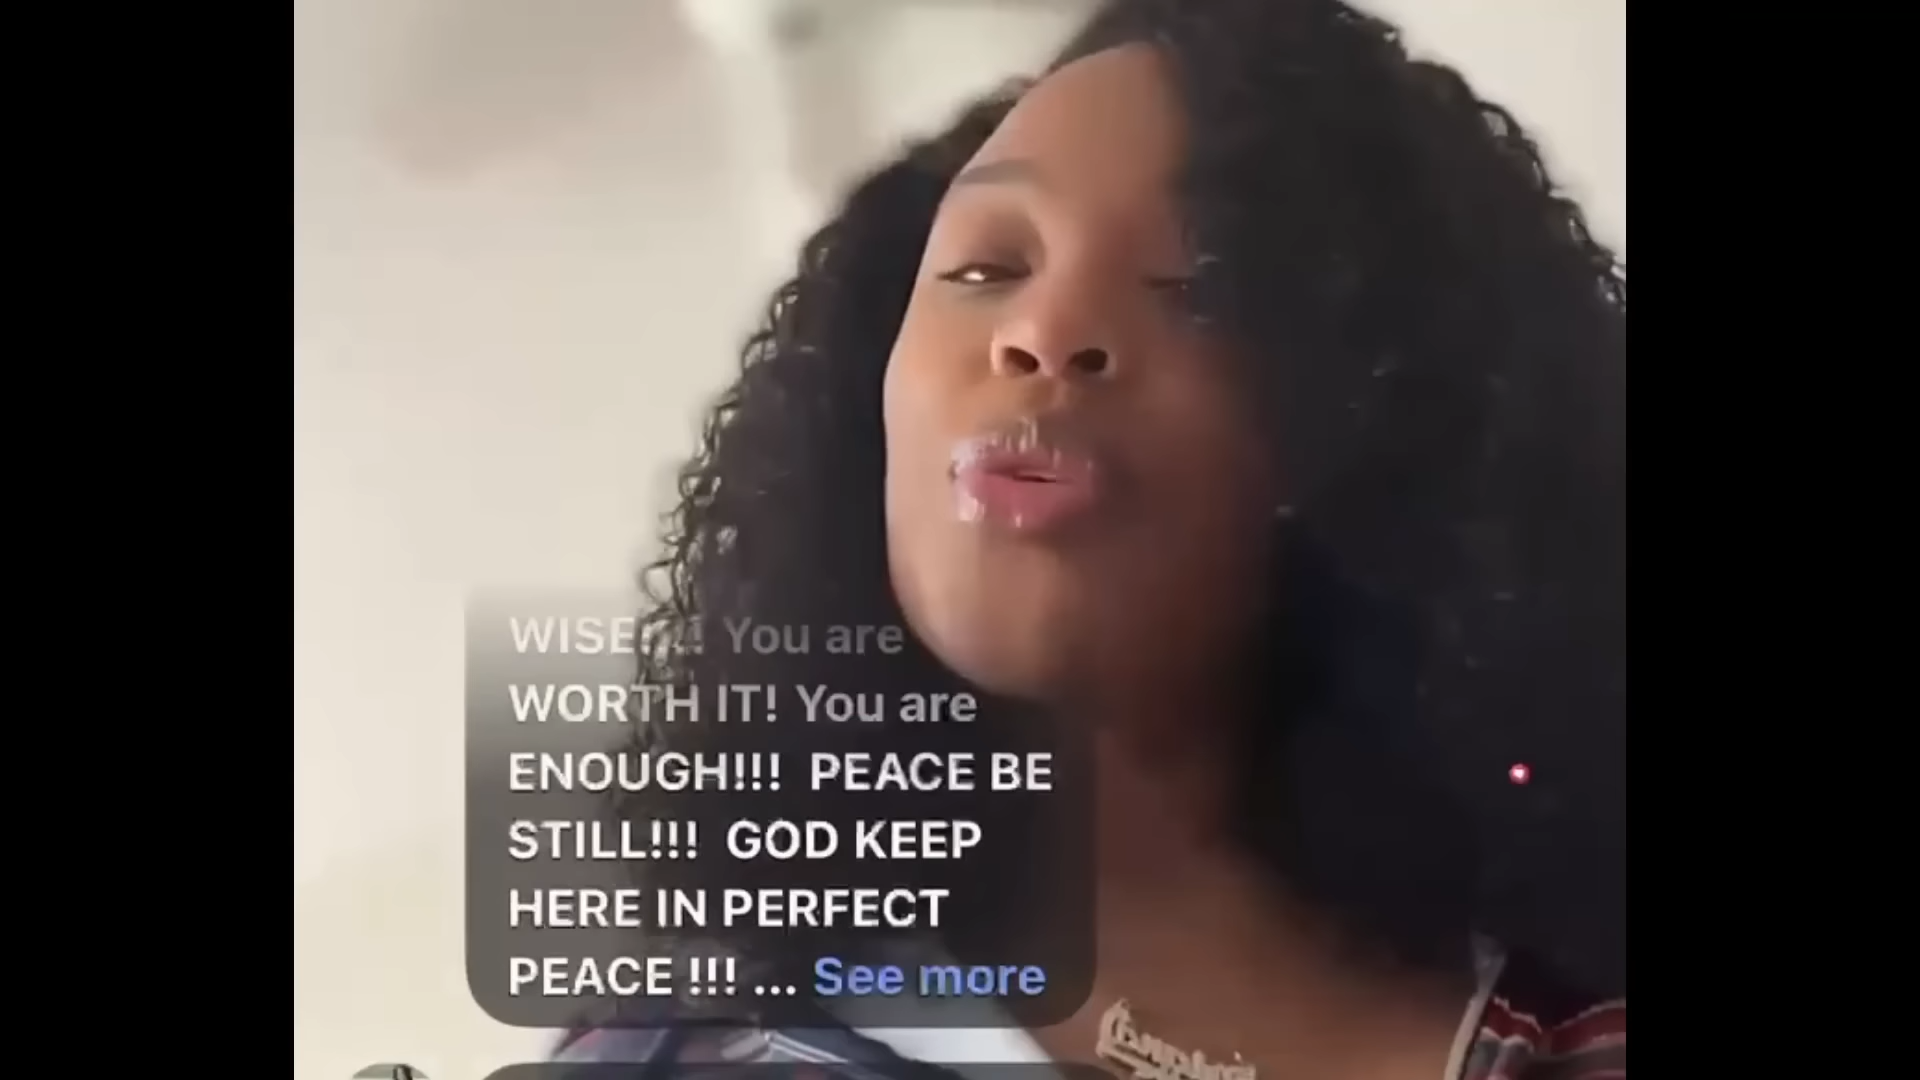 WISE!!!! You are
WORTH IT! You are
ENOUGH!!! PEACE BE
STILL!!! GOD KEEP
HERE IN PERFECT
PEACE !!! ... See more